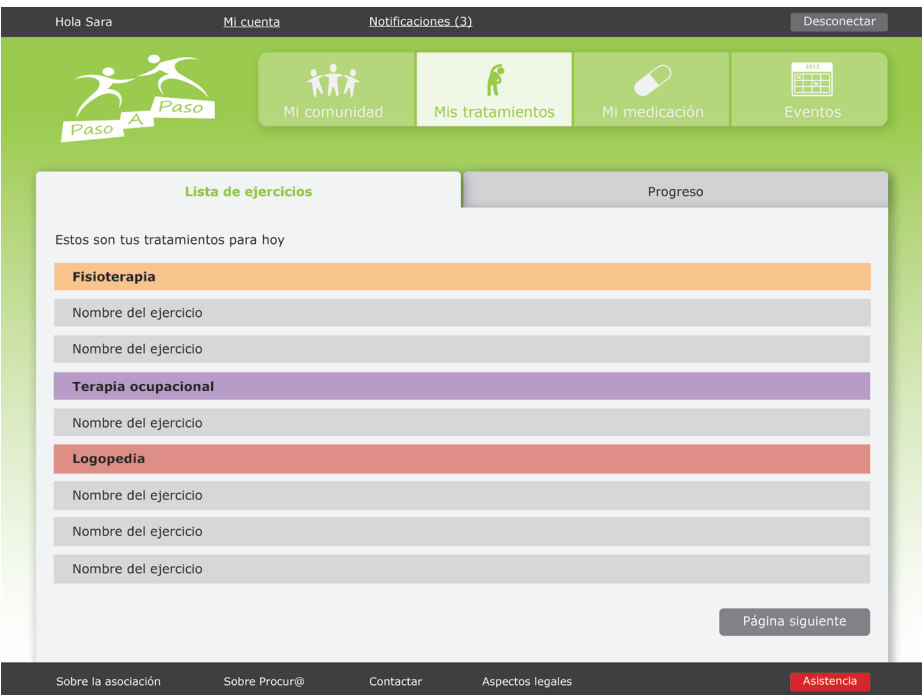 Hola Sara
Mi cuenta
Notificaciones (3)
Desconectar
Paso A Paso
Mi comunidad
Mis tratamientos
Mi medicación
2013
Eventos
Lista de ejercicios
Progreso
Estos son tus tratamientos para hoy
Fisioterapia
Nombre del ejercicio
Nombre del ejercicio
Terapia ocupacional
Nombre del ejercicio
Logopedia
Nombre del ejercicio
Nombre del ejercicio
Nombre del ejercicio
Página siguiente
Sobre la asociación
Sobre Procur@
Contactar
Aspectos legales
Asistencia